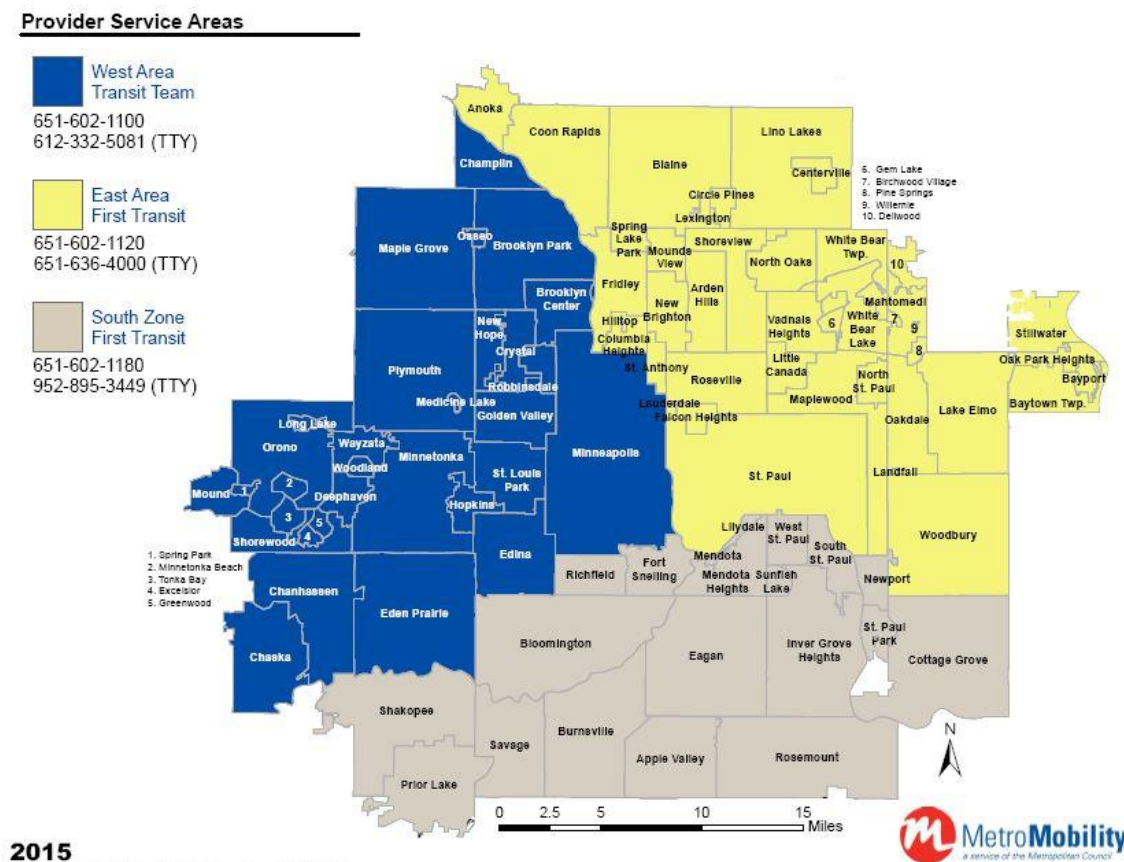 Provider Service Areas
West Area
Transit Team
651-602-1100
612-332-5081 (TTY)
East Area
First Transit
651-602-1120
651-636-4000 (TTY)
South Zone
First Transit
651-602-1180
952-895-3449 (TTY)
Anoka
Coon Rapids
Lino Lakes
Champlin
Blaine
Centerville
6. Gem Lake
7. Birchwood Village
8. Pine Springs
9. Willernie
10. Dellwood
Circle Pines
Lexington
Maple Grove
Osseo
Brooklyn Park
Spring
Lake
Park
Mounds
View
Shoreview
North Oaks
White Bear
Twp.
10
Brooklyn
Center
Fridley
New
Brighton
Arden
Hills
Vadnais
Heights
6
White
Bear
Lake
Mahtomedi
7
9
8
Stillwater
Oak Park Heights
Bayport
Baytown Twp.
New
Hope
Crystal
Hilltop
Columbia
Heights
St. Anthony
Roseville
Little
Canada
North
St. Paul
Maplewood
Plymouth
Robbinsdale
Medicine Lake
Golden Valley
Lauderdale
Falcon Heights
Oakdale
Lake Elmo
Long Lake
Orono
Wayzata
Woodland
Minnetonka
St. Louis
Park
Minneapolis
St. Paul
Landfall
Mound
1
2
3
5
4
Deephaven
Hopkins
Shorewood
Edina
Lilydale
West
St. Paul
South
St. Paul
Woodbury
1. Spring Park
2. Minnetonka Beach
3. Tonka Bay
4. Excelsior
5. Greenwood
Richfield
Fort
Snelling
Mendota
Mendota
Heights
Sunfish
Lake
Newport
Chanhassen
Eden Prairie
Bloomington
Eagan
Inver Grove
Heights
St. Paul
Park
Cottage Grove
Chaska
Shakopee
Savage
Burnsville
Apple Valley
Rosemount
Prior Lake
N
0 2.5 5 10 15
Miles
MetroMobility
a service of the Metropolitan Council
2015